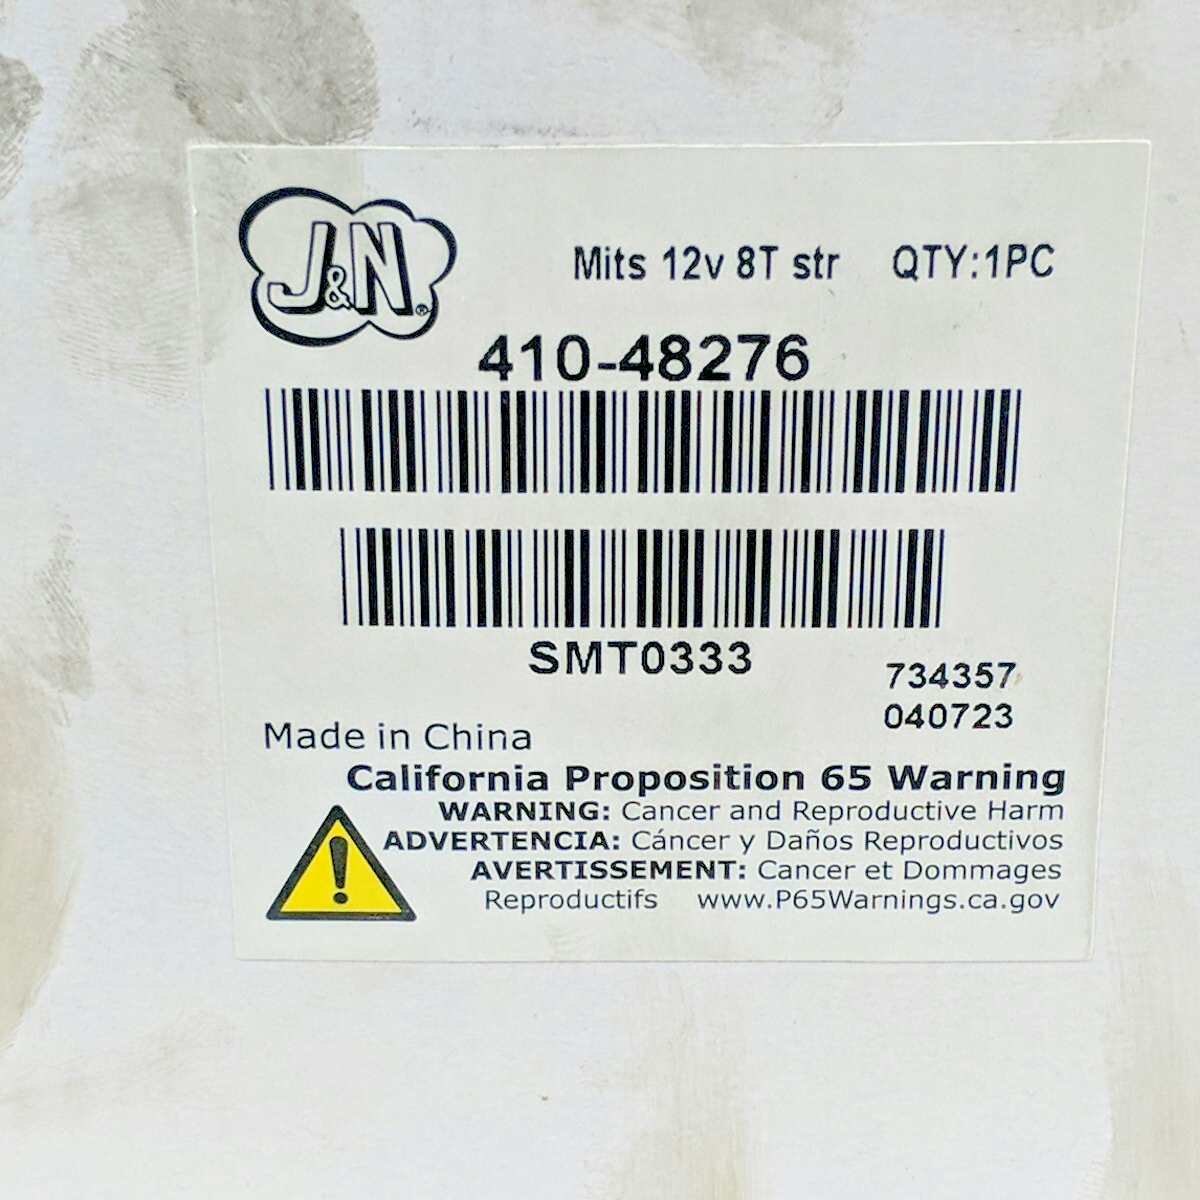 J&N®
Mits 12v 8T str QTY:1PC
410-48276
SMT0333
734357
040723
Made in China
California Proposition 65 Warning
WARNING: Cancer and Reproductive Harm
ADVERTENCIA: Cáncer y Daños Reproductivos
AVERTISSEMENT: Cancer et Dommages
Reproductifs www.P65Warnings.ca.gov